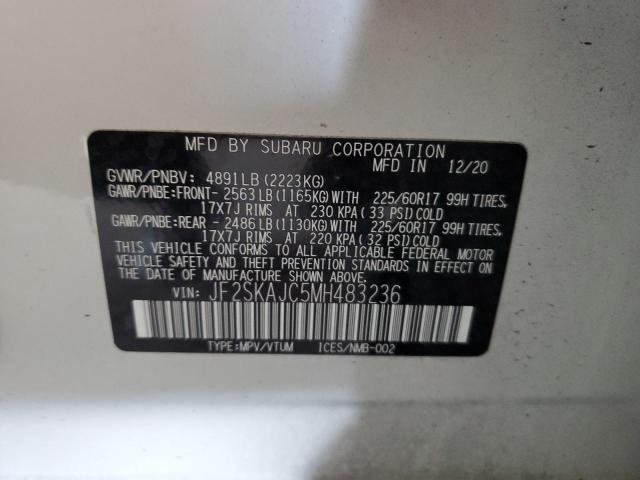 MFD BY SUBARU CORPORATION
MFD IN 12/20
GVWR/PNBV: 4891LB (2223KG)
GAWR/PNBE:FRONT- 2563LB (1165KG)WITH 225/60R17 99H TIRES,
17X7J RIMS AT 230 KPA (33 PSI)COLD
GAWR/PNBE:REAR - 2486LB (1130KG)WITH 225/60R17 99H TIRES,
17X7J RIMS AT 220 KPA (32 PSI)COLD
THIS VEHICLE CONFORMS TO ALL APPLICABLE FEDERAL MOTOR
VEHICLE SAFETY AND THEFT PREVENTION STANDARDS IN EFFECT
ON THE DATE OF MANUFACTURE SHOWN ABOVE.
VIN: JF2SKAJC5MH483236
TYPE:MPV/VTUM ICES/NMB-002